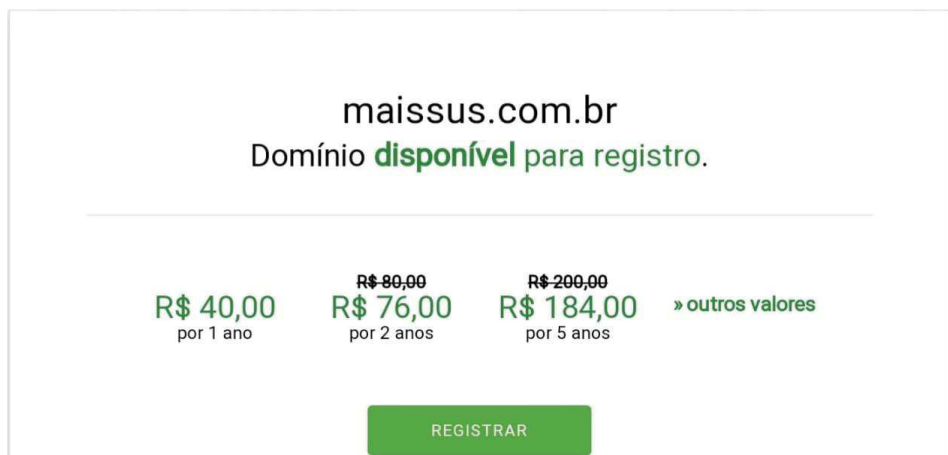 maissus.com.br
Domínio disponível para registro.
R$ 80,00 R$ 200,00
R$ 40,00 R$ 76,00 R$ 184,00 » outros valores
por 1 ano por 2 anos por 5 anos
REGISTRAR